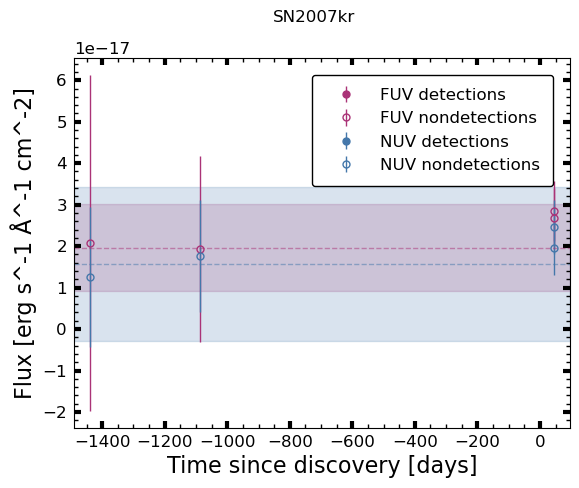 SN2007kr
1e−17
Flux [erg s^-1 Å^-1 cm^-2]
6
5
4
3
2
1
0
−1
−2
FUV detections
FUV nondetections
NUV detections
NUV nondetections
−1400 −1200 −1000 −800 −600 −400 −200 0
Time since discovery [days]